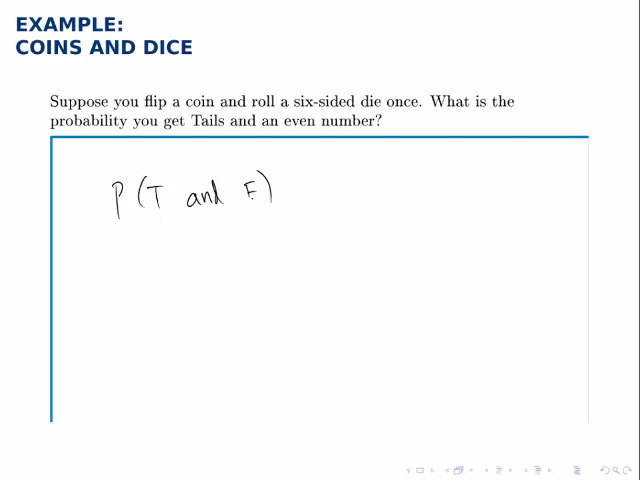 EXAMPLE:
COINS AND DICE
Suppose you flip a coin and roll a six-sided die once. What is the
probability you get Tails and an even number?
P (T and E)